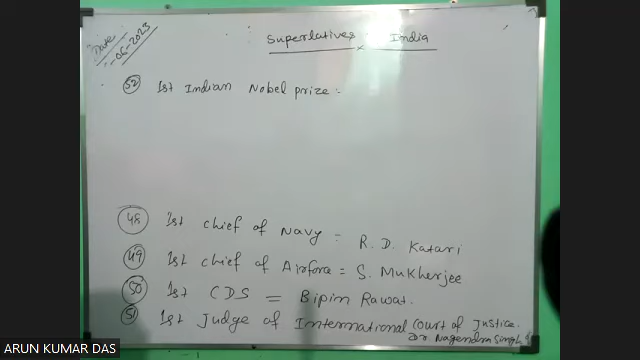 Date
-06-2023
Superlatives India
52 1st Indian Nobel prize :-
48 1st chief of Navy = R. D. Katari
49 1st chief of Airforce = S. Mukherjee
50 1st CDS = Bipin Rawat.
51 1st Judge of International Court of Justice.
Dr. Nagendra Singh
ARUN KUMAR DAS